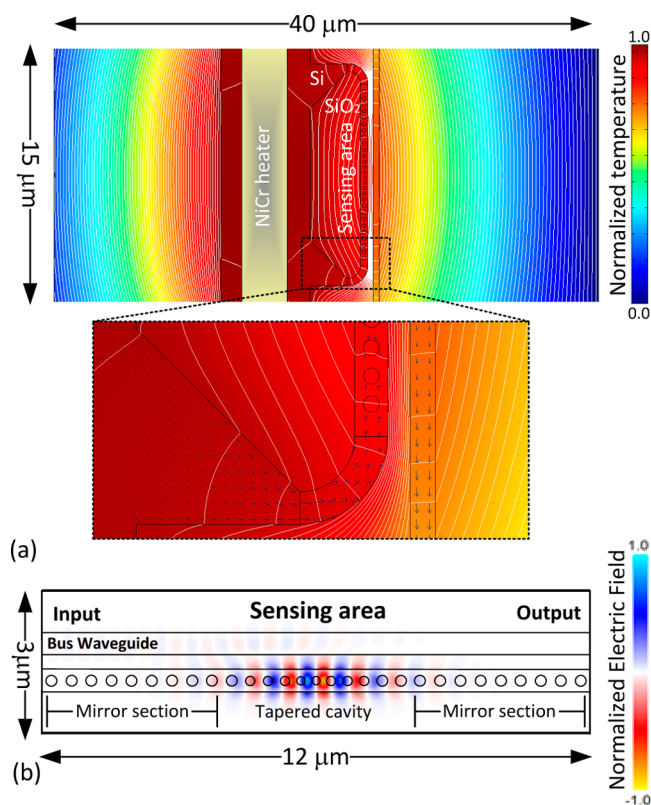 40 μm
15 μm
Si
SiO2
NiCr heater
Sensing area
1.0
Normalized temperature
0.0
(a)
Input
Sensing area
Output
Bus Waveguide
3μm
Mirror section
Tapered cavity
Mirror section
12 μm
1.0
Normalized Electric Field
-1.0
(b)